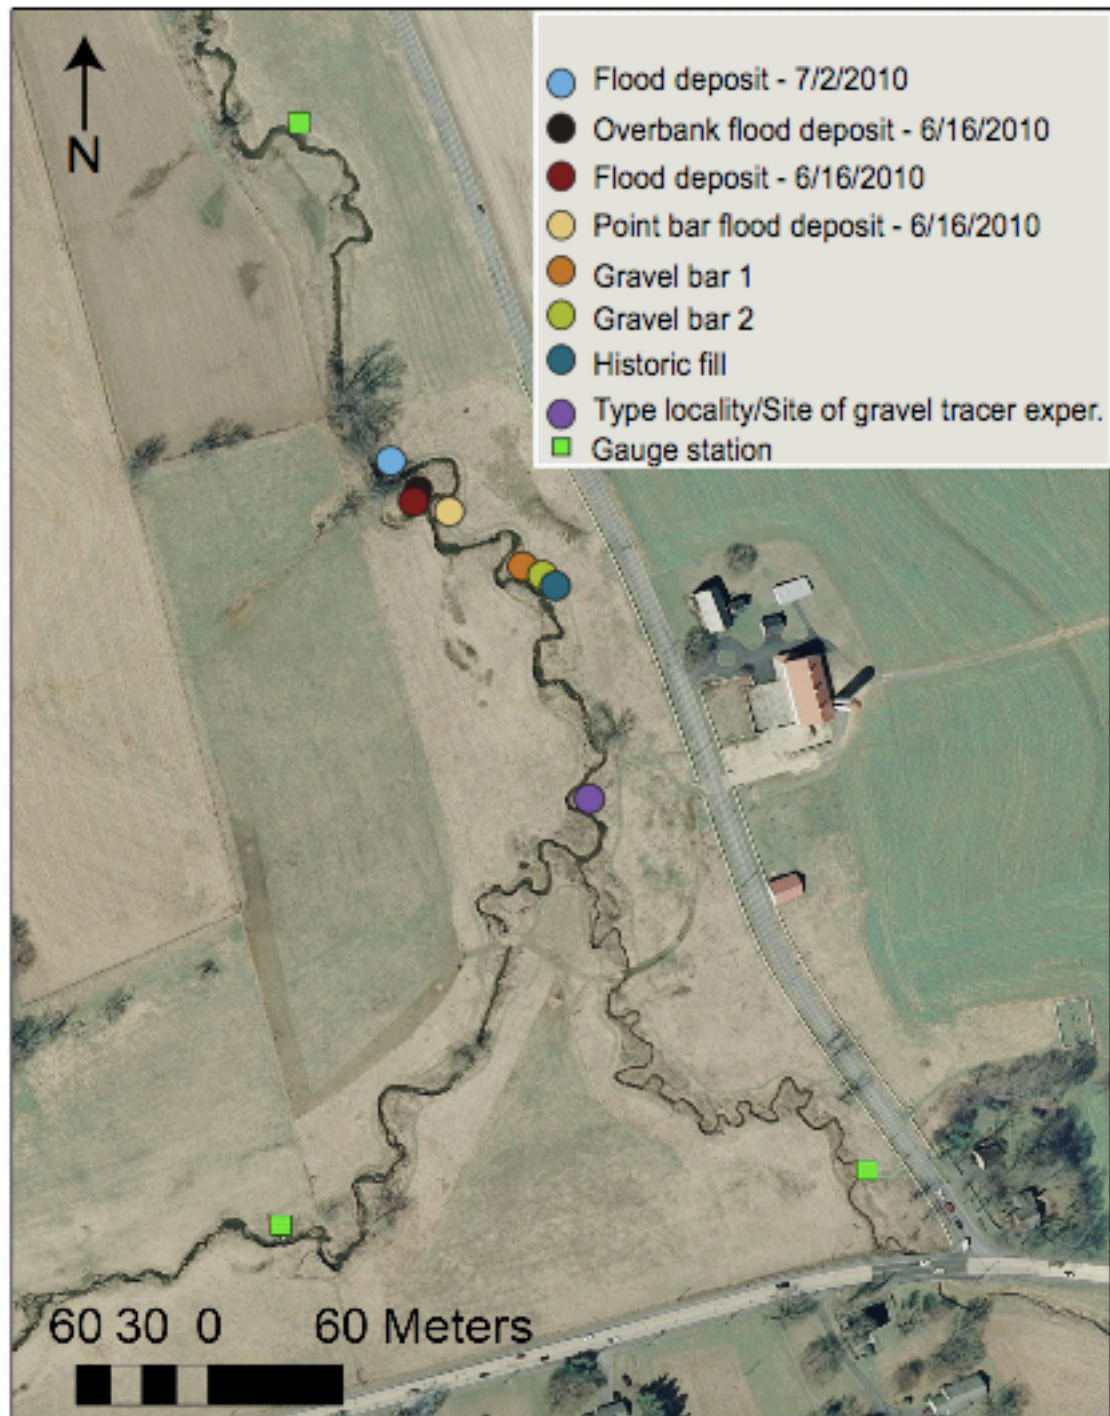 N
Flood deposit - 7/2/2010
Overbank flood deposit - 6/16/2010
Flood deposit - 6/16/2010
Point bar flood deposit - 6/16/2010
Gravel bar 1
Gravel bar 2
Historic fill
Type locality/Site of gravel tracer exper.
Gauge station
60 30 0 60 Meters